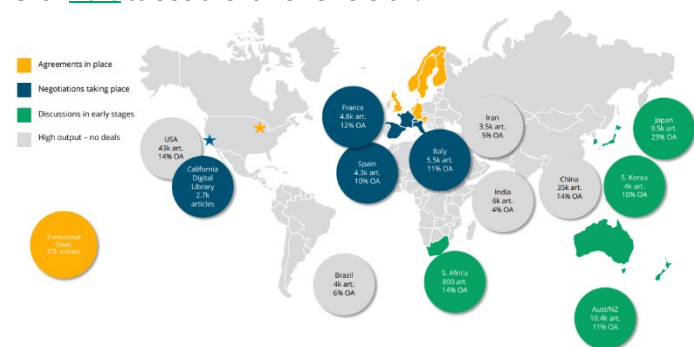 Agreements in place
Negotiations taking place
Discussions in early stages
High output – no deals
USA
43k art.
14% OA
California
Digital
Library
2.7k
articles
Transitional
Deals
articles
France
4.8k art.
12% OA
Spain
4.3k art.
10% OA
Italy
5.5k art.
11% OA
Iran
3.5k art.
5% OA
India
6k art.
4% OA
China
35k art.
14% OA
Japan
9.5k art.
23% OA
S. Korea
4k art.
10% OA
Brazil
4k art.
6% OA
S. Africa
800 art.
14% OA
Aust/NZ
10.4k art.
11% OA